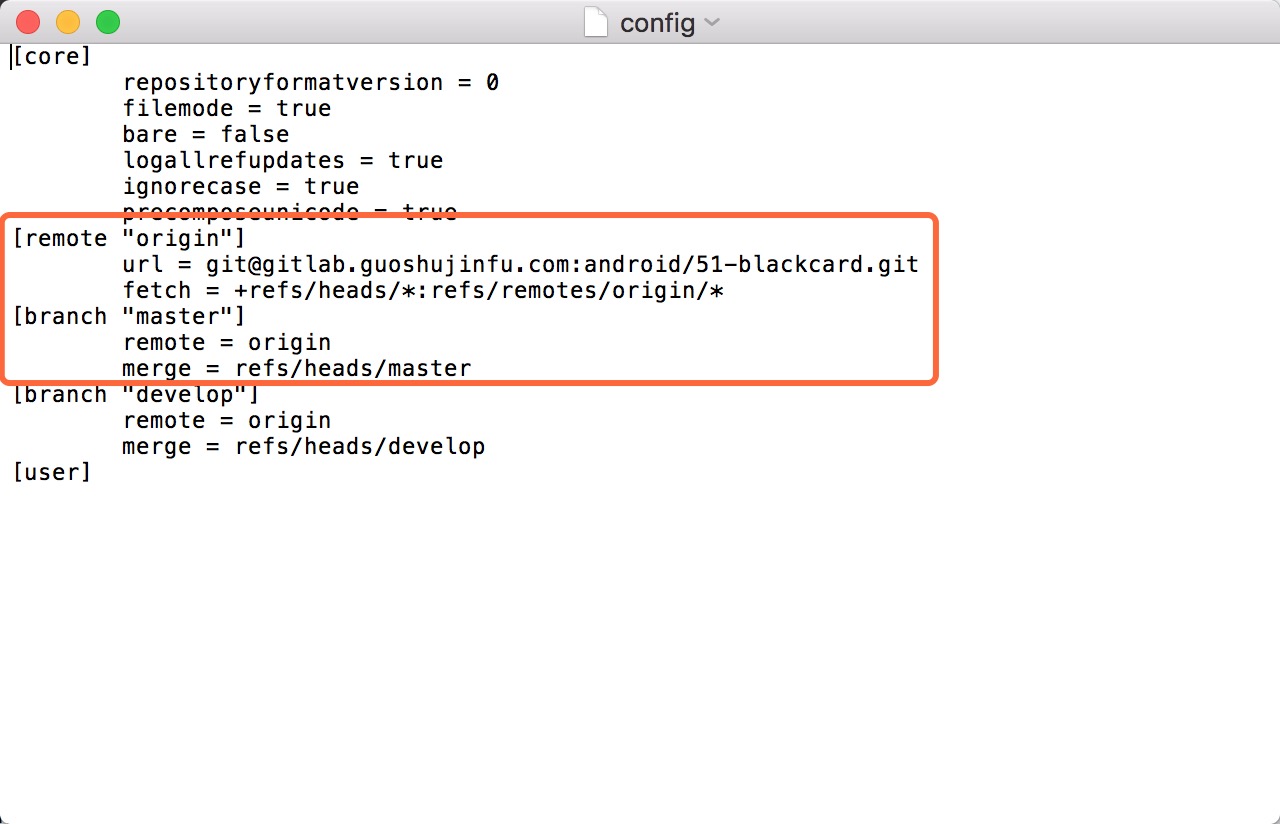 config
[core]
repositoryformatversion = 0
filemode = true
bare = false
logallrefupdates = true
ignorecase = true
precomposeunicode = true
[remote "origin"]
url = git@gitlab.guoshujinfu.com:android/51-blackcard.git
fetch = +refs/heads/*:refs/remotes/origin/*
[branch "master"]
remote = origin
merge = refs/heads/master
[branch "develop"]
remote = origin
merge = refs/heads/develop
[user]